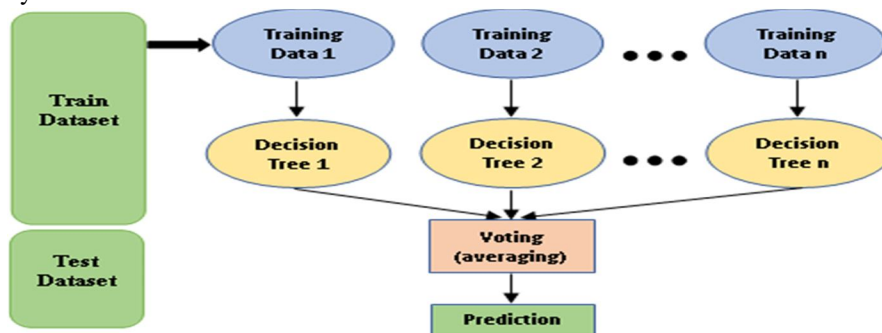 y
Train
Dataset
Test
Dataset
Training
Data 1
Training
Data 2
Training
Data n
Decision
Tree 1
Decision
Tree 2
Decision
Tree n
Voting
(averaging)
Prediction